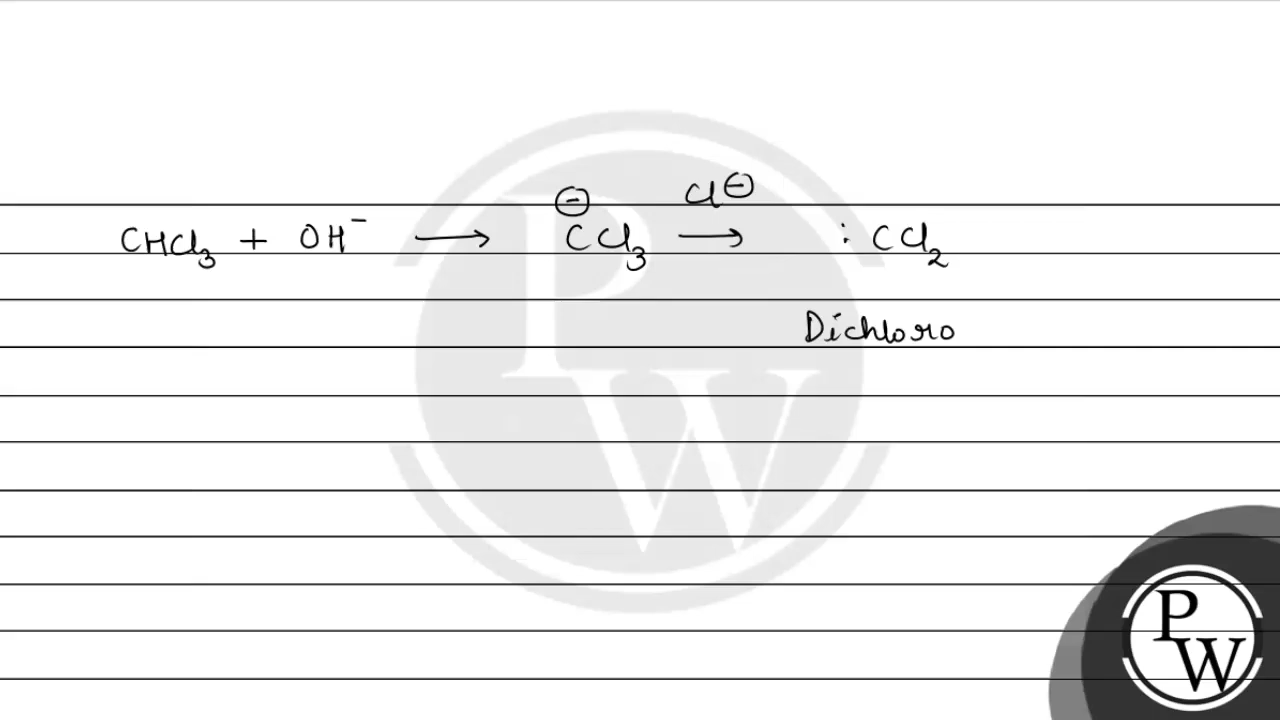 Cl⊖
CHCl₃ + OH⁻ ⟶ ⊖CCl₃ ⟶ :CCl₂
Dichloro
P
W
P
W